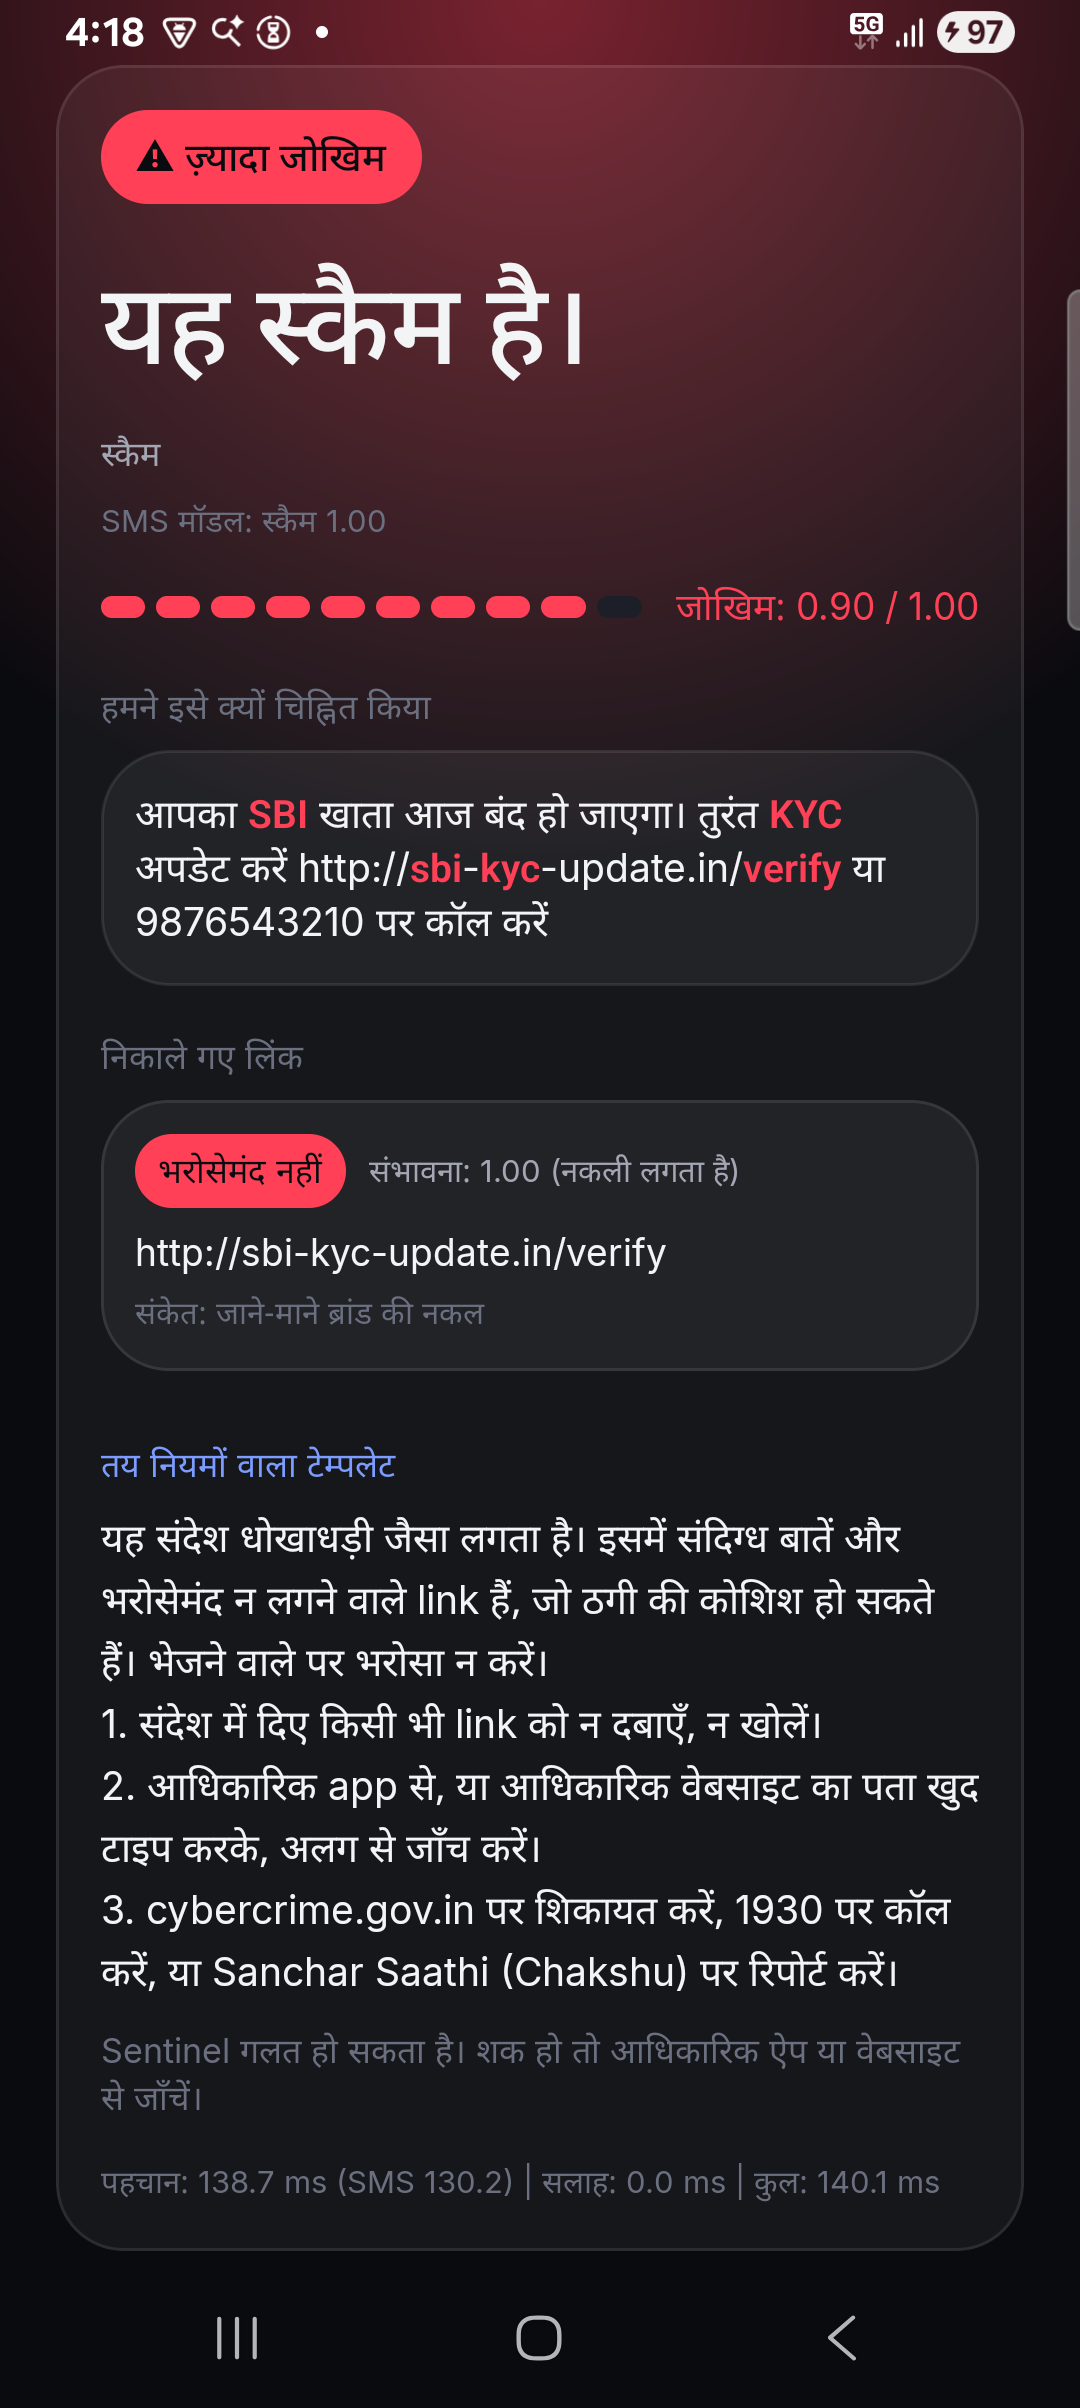 4:18
5G
97
ज़्यादा जोखिम
यह स्कैम है।
स्कैम
SMS मॉडल: स्कैम 1.00
जोखिम: 0.90 / 1.00
हमने इसे क्यों चिह्नित किया
आपका SBI खाता आज बंद हो जाएगा। तुरंत KYC
अपडेट करें http://sbi-kyc-update.in/verify या
9876543210 पर कॉल करें
निकाले गए लिंक
भरोसेमंद नहीं संभावना: 1.00 (नकली लगता है)
http://sbi-kyc-update.in/verify
संकेत: जाने-माने ब्रांड की नकल
तय नियमों वाला टेम्पलेट
यह संदेश धोखाधड़ी जैसा लगता है। इसमें संदिग्ध बातें और
भरोसेमंद न लगने वाले link हैं, जो ठगी की कोशिश हो सकते
हैं। भेजने वाले पर भरोसा न करें।
1. संदेश में दिए किसी भी link को न दबाएँ, न खोलें।
2. आधिकारिक app से, या आधिकारिक वेबसाइट का पता खुद
टाइप करके, अलग से जाँच करें।
3. cybercrime.gov.in पर शिकायत करें, 1930 पर कॉल
करें, या Sanchar Saathi (Chakshu) पर रिपोर्ट करें।
Sentinel गलत हो सकता है। शक हो तो आधिकारिक ऐप या वेबसाइट
से जाँचें।
पहचान: 138.7 ms (SMS 130.2) | सलाह: 0.0 ms | कुल: 140.1 ms